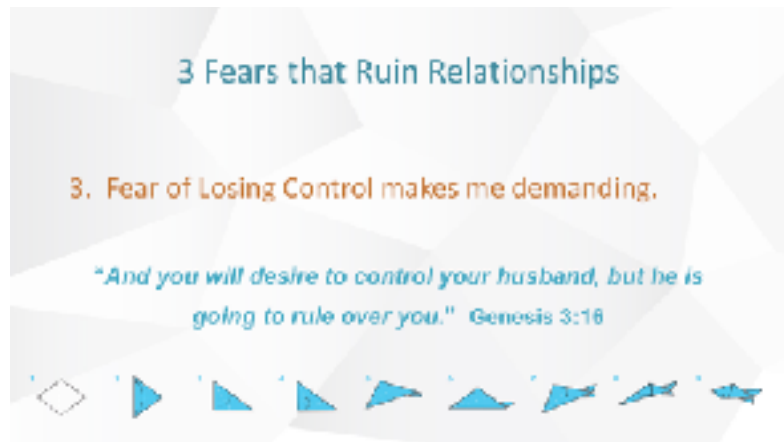 3 Fears that Ruin Relationships
3. Fear of Losing Control makes me demanding.
“And you will desire to control your husband, but he is
going to rule over you.” Genesis 3:16